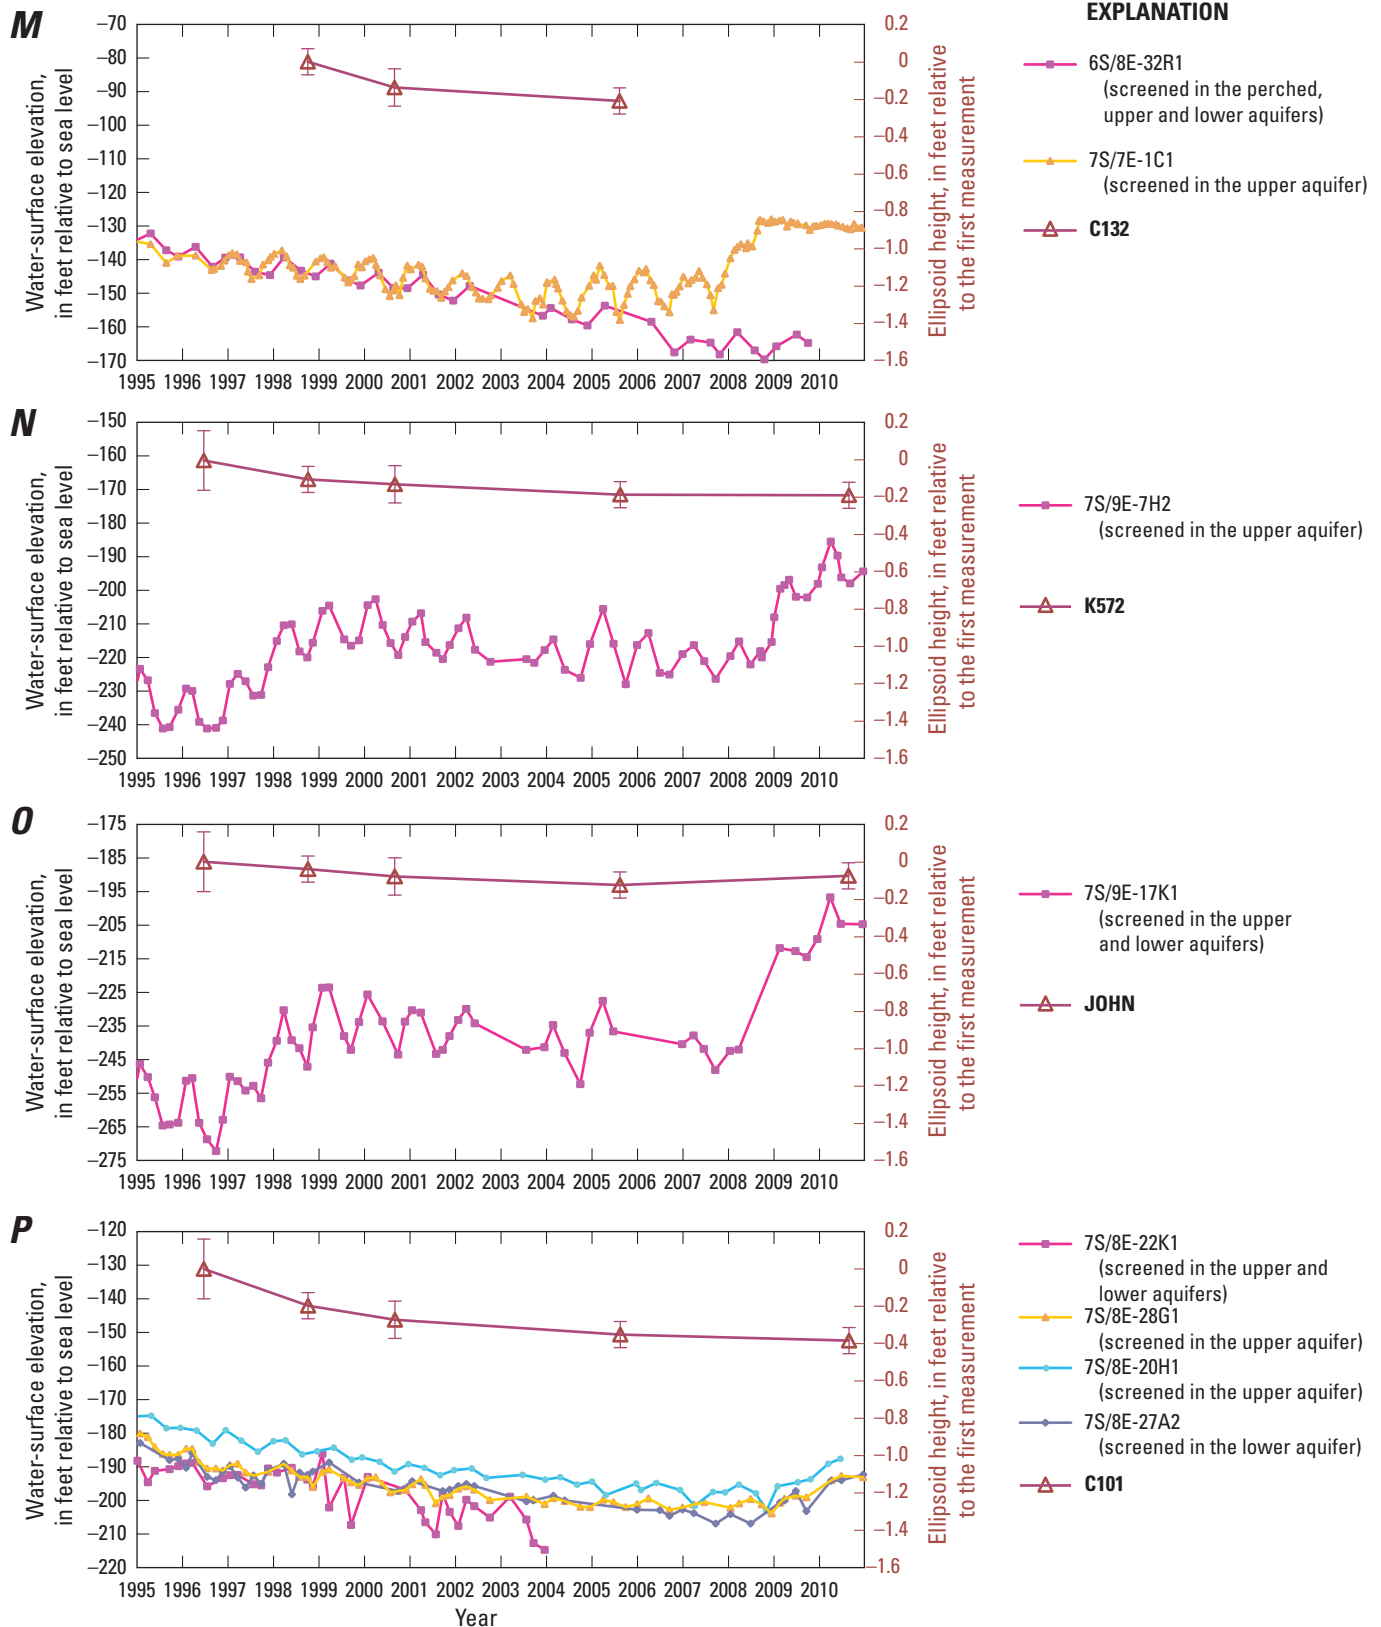 M
Water-surface elevation,
in feet relative to sea level
−70
−80
−90
−100
−110
−120
−130
−140
−150
−160
−170
1995 1996 1997 1998 1999 2000 2001 2002 2003 2004 2005 2006 2007 2008 2009 2010
0.2
0
−0.2
−0.4
−0.6
−0.8
−1.0
−1.2
−1.4
−1.6
Ellipsoid height, in feet relative
to the first measurement
EXPLANATION
6S/8E-32R1
(screened in the perched,
upper and lower aquifers)
7S/7E-1C1
(screened in the upper aquifer)
C132
N
Water-surface elevation,
in feet relative to sea level
−150
−160
−170
−180
−190
−200
−210
−220
−230
−240
−250
1995 1996 1997 1998 1999 2000 2001 2002 2003 2004 2005 2006 2007 2008 2009 2010
0.2
0
−0.2
−0.4
−0.6
−0.8
−1.0
−1.2
−1.4
−1.6
Ellipsoid height, in feet relative
to the first measurement
7S/9E-7H2
(screened in the upper aquifer)
K572
O
Water-surface elevation,
in feet relative to sea level
−175
−185
−195
−205
−215
−225
−235
−245
−255
−265
−275
1995 1996 1997 1998 1999 2000 2001 2002 2003 2004 2005 2006 2007 2008 2009 2010
0.2
0
−0.2
−0.4
−0.6
−0.8
−1.0
−1.2
−1.4
−1.6
Ellipsoid height, in feet relative
to the first measurement
7S/9E-17K1
(screened in the upper
and lower aquifers)
JOHN
P
Water-surface elevation,
in feet relative to sea level
−120
−130
−140
−150
−160
−170
−180
−190
−200
−210
−220
1995 1996 1997 1998 1999 2000 2001 2002 2003 2004 2005 2006 2007 2008 2009 2010
Year
0.2
0
−0.2
−0.4
−0.6
−0.8
−1.0
−1.2
−1.4
−1.6
Ellipsoid height, in feet relative
to the first measurement
7S/8E-22K1
(screened in the upper and
lower aquifers)
7S/8E-28G1
(screened in the upper aquifer)
7S/8E-20H1
(screened in the upper aquifer)
7S/8E-27A2
(screened in the lower aquifer)
C101